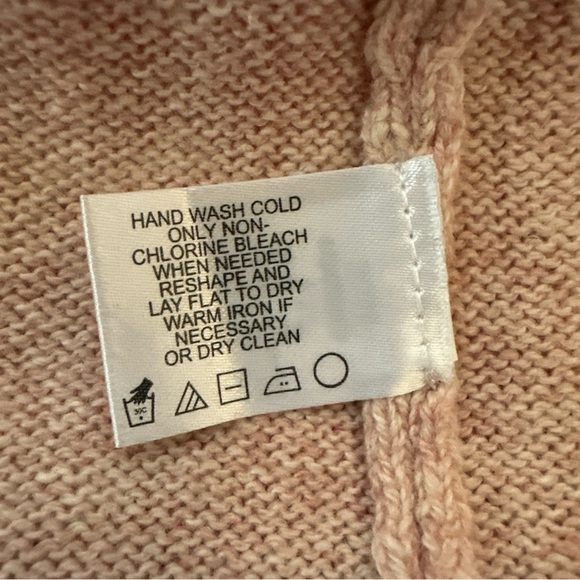 HAND WASH COLD
ONLY NON-
CHLORINE BLEACH
WHEN NEEDED
RESHAPE AND
LAY FLAT TO DRY
WARM IRON IF
NECESSARY
OR DRY CLEAN
30C